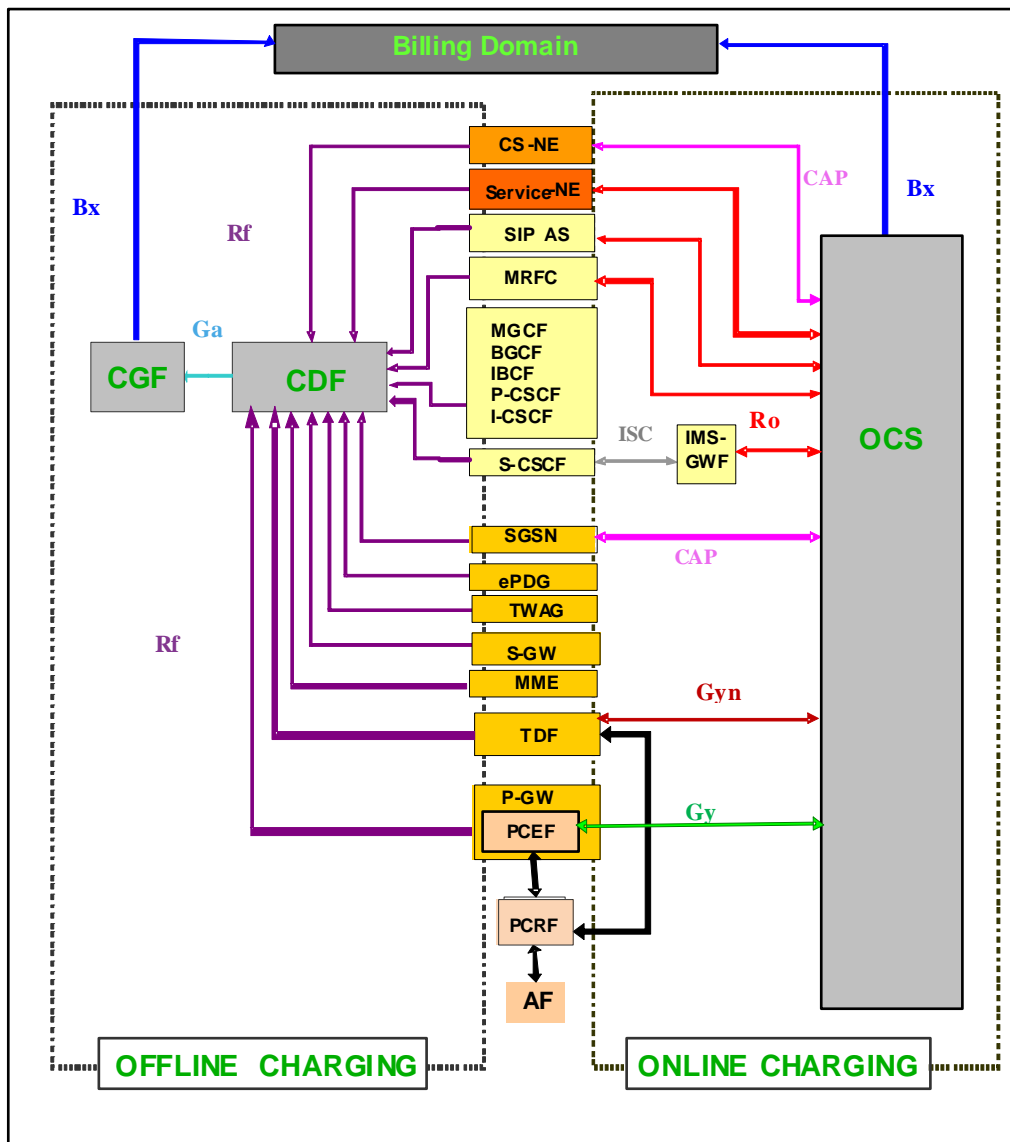 Billing Domain
CS-NE
CAP
Service-NE
Bx
Bx
Rf
SIP AS
MRFC
Ga
MGCF
BGCF
IBCF
P-CSCF
I-CSCF
CGF
CDF
OCS
ISC
IMS-
GWF
Ro
S-CSCF
SGSN
CAP
ePDG
TWAG
Rf
S-GW
MME
Gyn
TDF
P-GW
PCEF
Gy
PCRF
AF
OFFLINE CHARGING
ONLINE CHARGING